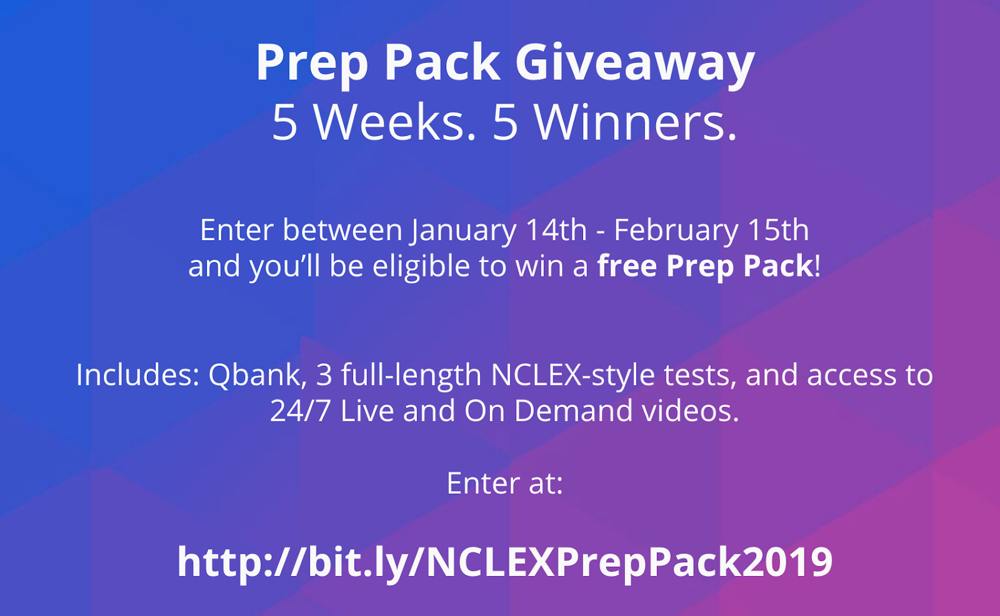 Prep Pack Giveaway
5 Weeks. 5 Winners.
Enter between January 14th - February 15th
and you’ll be eligible to win a free Prep Pack!
Includes: Qbank, 3 full-length NCLEX-style tests, and access to
24/7 Live and On Demand videos.
Enter at:
http://bit.ly/NCLEXPrepPack2019